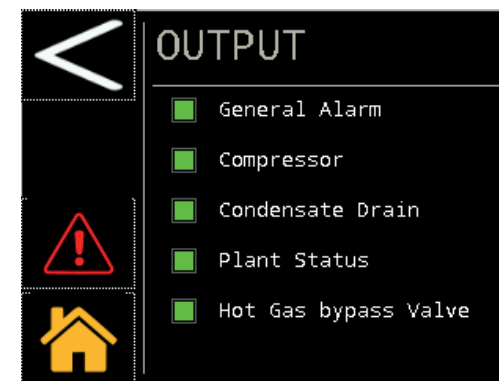 OUTPUT
General Alarm
Compressor
Condensate Drain
Plant Status
Hot Gas bypass Valve